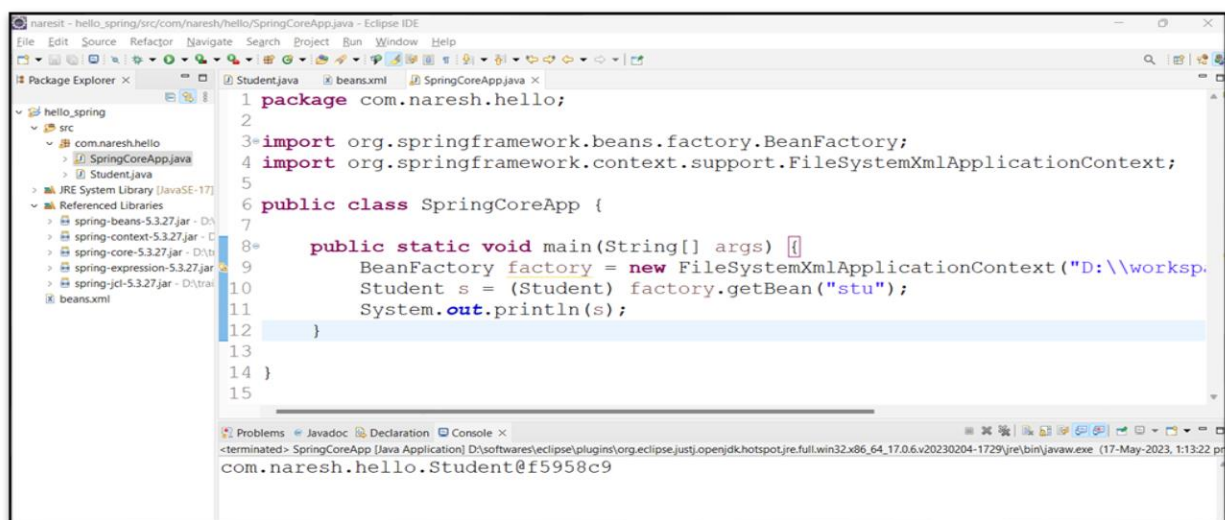 naresit - hello_spring/src/com/naresh/hello/SpringCoreApp.java - Eclipse IDE
File Edit Source Refactor Navigate Search Project Run Window Help
Package Explorer
hello_spring
src
com.naresh.hello
SpringCoreApp.java
Student.java
JRE System Library [JavaSE-17]
Referenced Libraries
spring-beans-5.3.27.jar - D:\
spring-context-5.3.27.jar -
spring-core-5.3.27.jar - D:\tr
spring-expression-5.3.27.jar
spring-jcl-5.3.27.jar - D:\trai
beans.xml
Student.java beans.xml SpringCoreApp.java
1 package com.naresh.hello;
2
3 import org.springframework.beans.factory.BeanFactory;
4 import org.springframework.context.support.FileSystemXmlApplicationContext;
5
6 public class SpringCoreApp {
7
8 public static void main(String[] args) {
9 BeanFactory factory = new FileSystemXmlApplicationContext("D:\\worksp
10 Student s = (Student) factory.getBean("stu");
11 System.out.println(s);
12 }
13
14 }
15
Problems Javadoc Declaration Console
<terminated> SpringCoreApp [Java Application] D:\softwares\eclipse\plugins\org.eclipse.justj.openjdk.hotspot.jre.full.win32.x86_64_17.0.6.v20230204-1729\jre\bin\javaw.exe (17-May-2023, 1:13:22 p
com.naresh.hello.Student@f5958c9